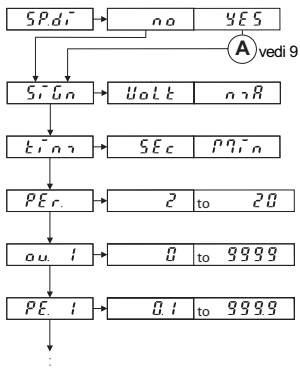 SP.di no YES
A vedi 9
SiGn VoLt mA
tim SEc Min
PEr. 2 to 20
ou. 1 0 to 9999
PE. 1 0.1 to 999.9
: